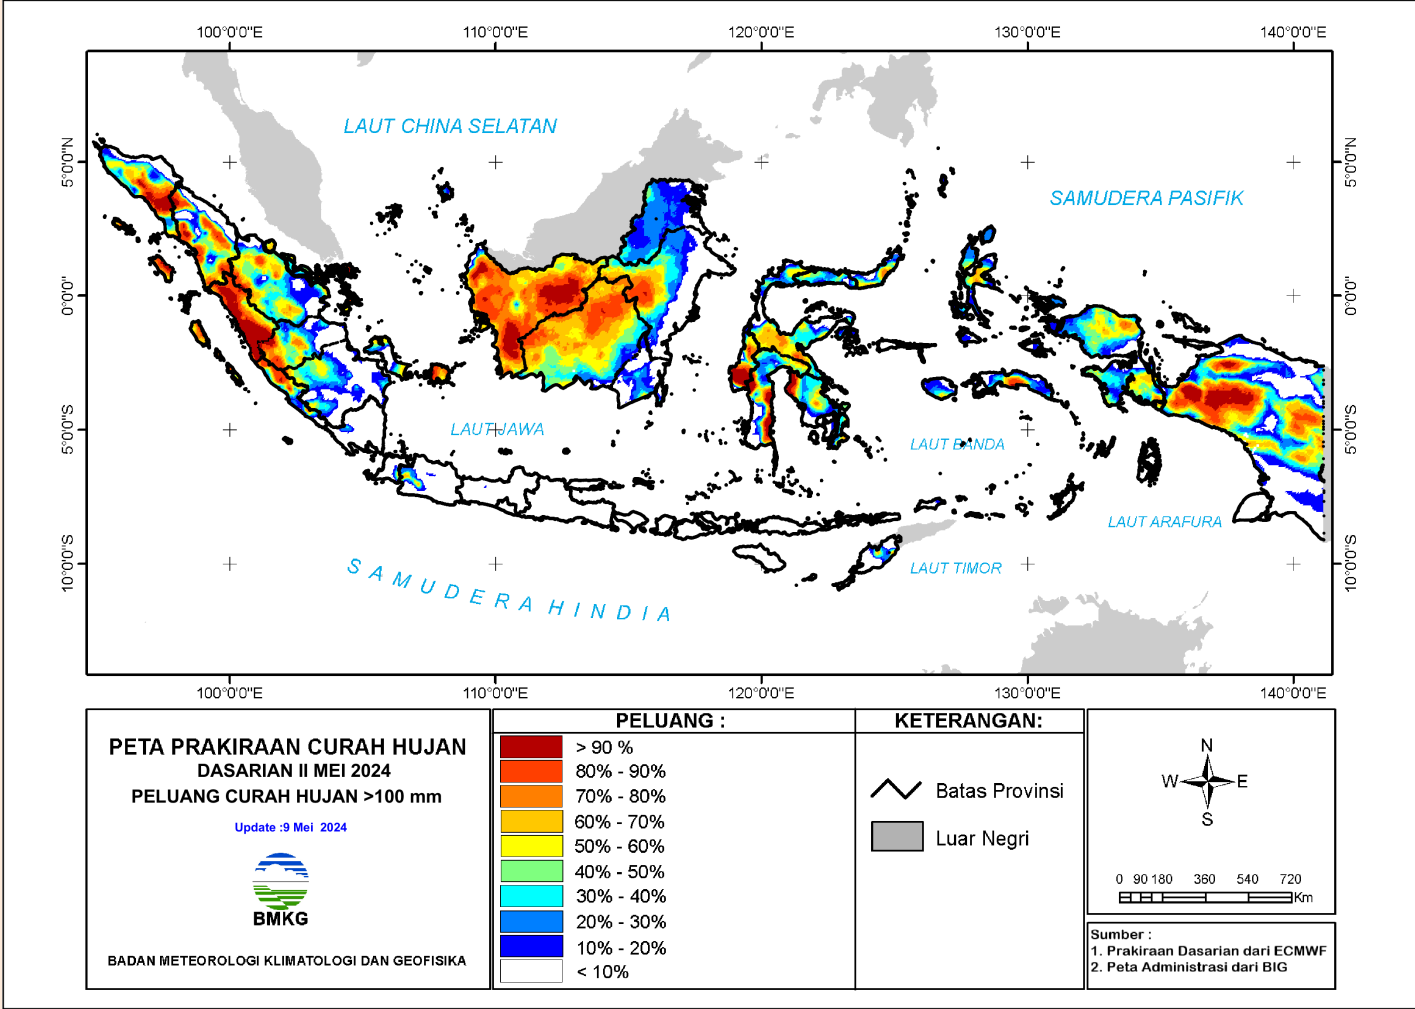 100°0'0"E 110°0'0"E 120°0'0"E 130°0'0"E 140°0'0"E
5°0'0"N 5°0'0"N
LAUT CHINA SELATAN
SAMUDERA PASIFIK
0°0'0" 0°0'0"
LAUT JAWA
LAUT BANDA
5°0'0"S 5°0'0"S
LAUT ARAFURA
LAUT TIMOR
10°0'0"S 10°0'0"S
SAMUDERA HINDIA
100°0'0"E 110°0'0"E 120°0'0"E 130°0'0"E 140°0'0"E
PETA PRAKIRAAN CURAH HUJAN
DASARIAN II MEI 2024
PELUANG CURAH HUJAN >100 mm
Update :9 Mei 2024
BMKG
BADAN METEOROLOGI KLIMATOLOGI DAN GEOFISIKA
PELUANG :
> 90 %
80% - 90%
70% - 80%
60% - 70%
50% - 60%
40% - 50%
30% - 40%
20% - 30%
10% - 20%
< 10%
KETERANGAN:
Batas Provinsi
Luar Negri
N
W E
S
0 90 180 360 540 720
Km
Sumber :
1. Prakiraan Dasarian dari ECMWF
2. Peta Administrasi dari BIG